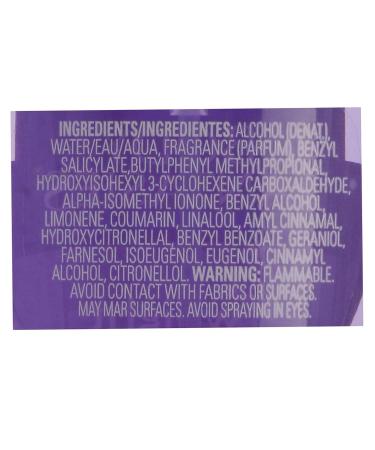 INGREDIENTS/INGREDIENTES: ALCOHOL (DENAT.),
WATER/EAU/AQUA, FRAGRANCE (PARFUM), BENZYL
SALICYLATE,BUTYLPHENYL METHYLPROPIONAL,
HYDROXYISOHEXYL 3-CYCLOHEXENE CARBOXALDEHYDE,
ALPHA-ISOMETHYL IONONE, BENZYL ALCOHOL,
LIMONENE, COUMARIN, LINALOOL, AMYL CINNAMAL,
HYDROXYCITRONELLAL, BENZYL BENZOATE, GERANIOL,
FARNESOL, ISOEUGENOL, EUGENOL, CINNAMYL
ALCOHOL, CITRONELLOL. WARNING: FLAMMABLE.
AVOID CONTACT WITH FABRICS OR SURFACES.
MAY MAR SURFACES. AVOID SPRAYING IN EYES.